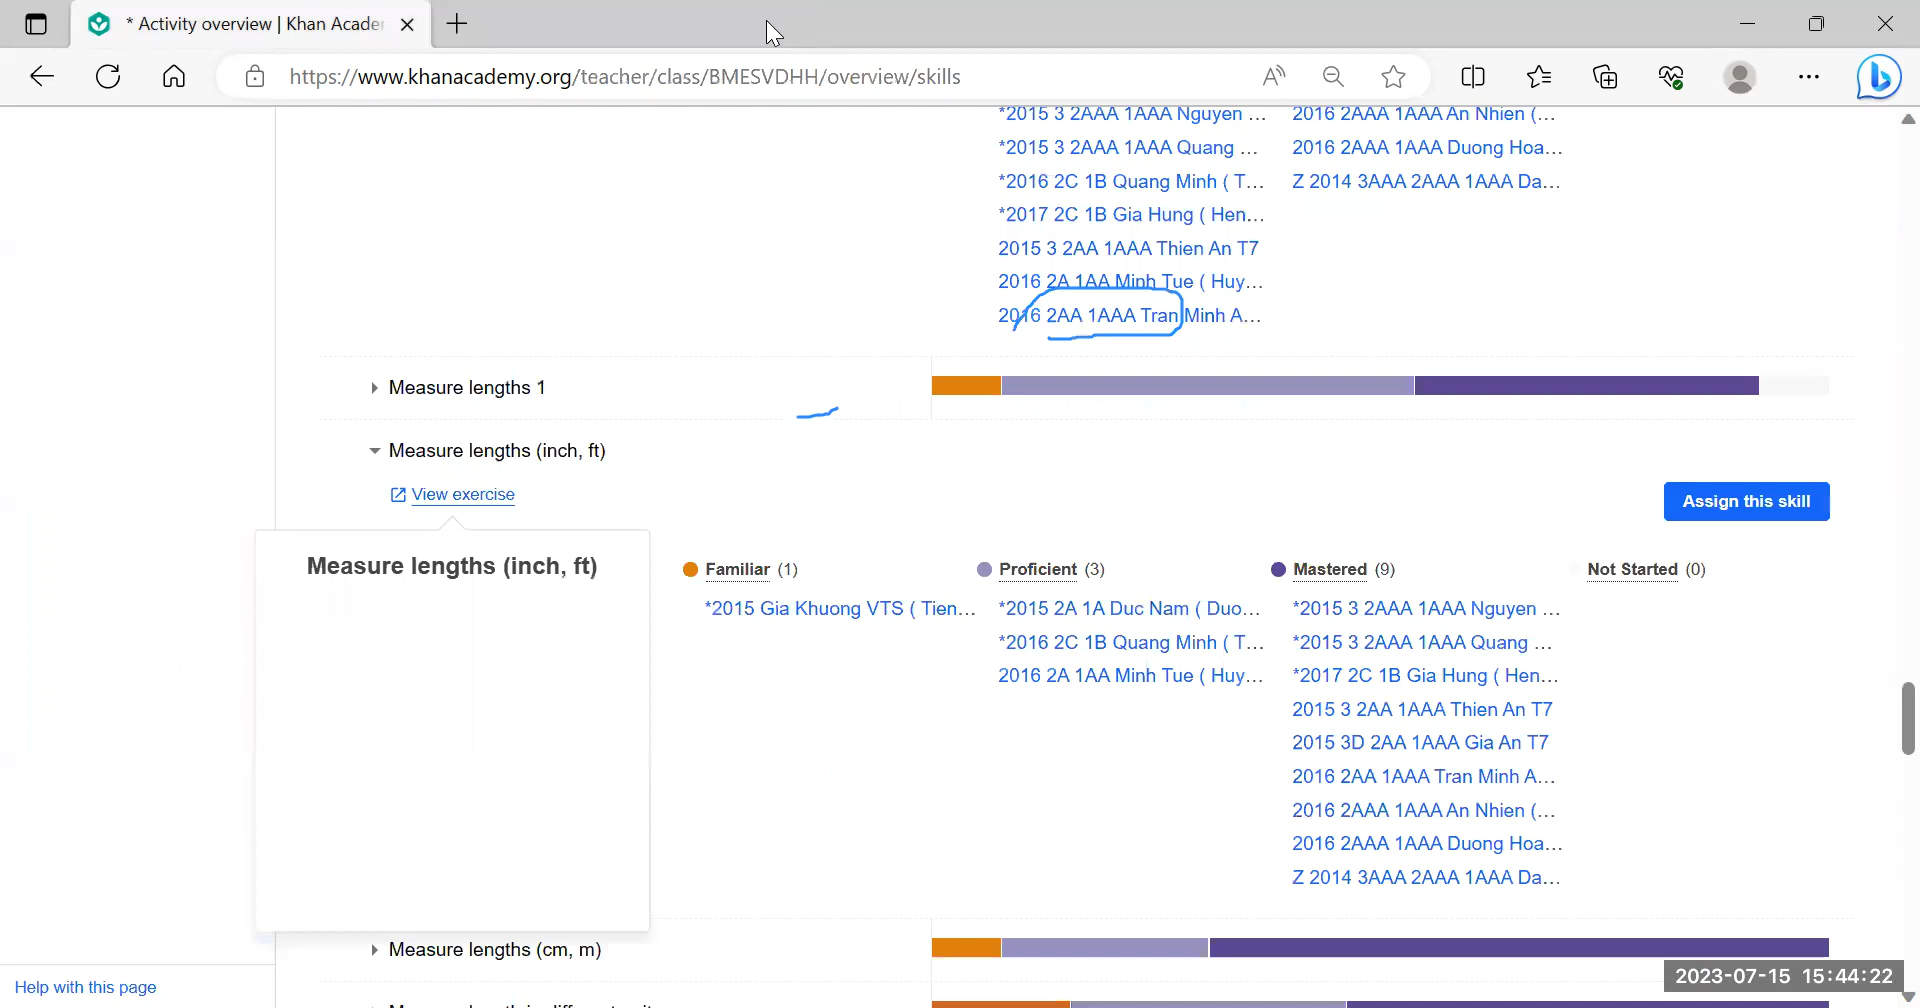 * Activity overview | Khan Acader
https://www.khanacademy.org/teacher/class/BMESVDHH/overview/skills
*2015 3 2AAA 1AAA Nguyen ...
2016 2AAA 1AAA An Nhien (...
*2015 3 2AAA 1AAA Quang ...
2016 2AAA 1AAA Duong Hoa...
*2016 2C 1B Quang Minh ( T...
Z 2014 3AAA 2AAA 1AAA Da...
*2017 2C 1B Gia Hung ( Hen...
2015 3 2AA 1AAA Thien An T7
2016 2A 1AA Minh Tue ( Huy...
2016 2AA 1AAA Tran Minh A...
Measure lengths 1
Measure lengths (inch, ft)
View exercise
Assign this skill
Measure lengths (inch, ft)
Familiar (1)
*2015 Gia Khuong VTS ( Tien...
Proficient (3)
*2015 2A 1A Duc Nam ( Duo...
*2016 2C 1B Quang Minh ( T...
2016 2A 1AA Minh Tue ( Huy...
Mastered (9)
*2015 3 2AAA 1AAA Nguyen ...
*2015 3 2AAA 1AAA Quang ...
*2017 2C 1B Gia Hung ( Hen...
2015 3 2AA 1AAA Thien An T7
2015 3D 2AA 1AAA Gia An T7
2016 2AA 1AAA Tran Minh A...
2016 2AAA 1AAA An Nhien (...
2016 2AAA 1AAA Duong Hoa...
Z 2014 3AAA 2AAA 1AAA Da...
Not Started (0)
Measure lengths (cm, m)
Help with this page
2023-07-15 15:44:22